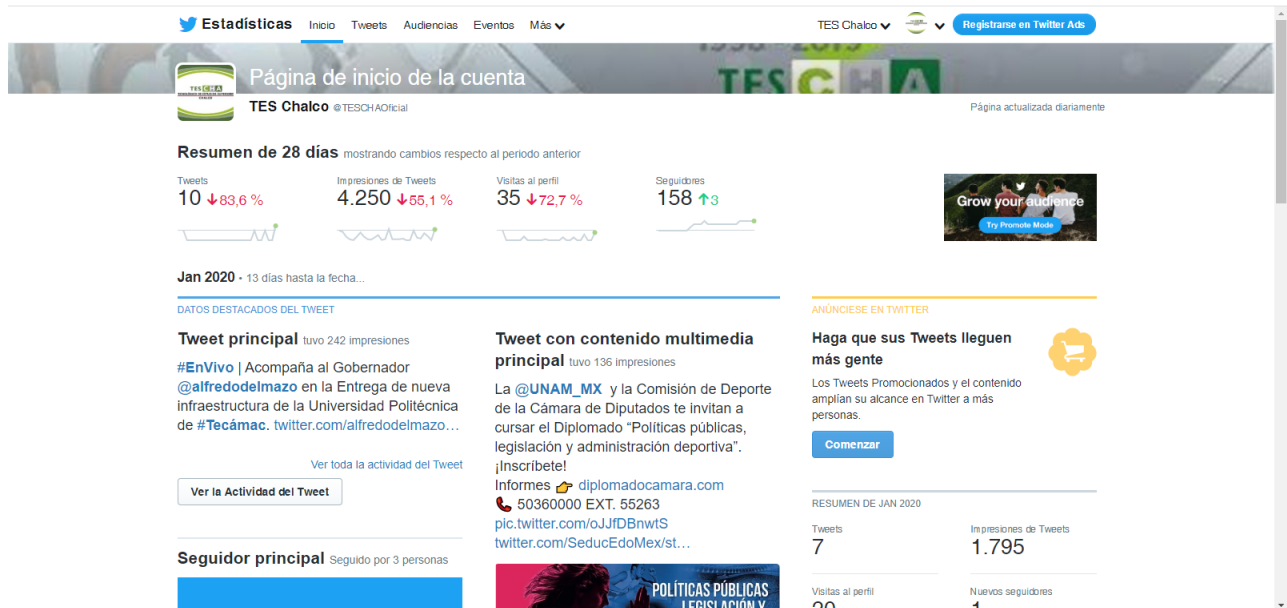 Estadísticas Inicio Tweets Audiencias Eventos Más TES Chalco Registrarse en Twitter Ads
TESCHA
Página de inicio de la cuenta
TES Chalco @TESCHAOficial Página actualizada diariamente
Resumen de 28 días mostrando cambios respecto al periodo anterior
Tweets
10 ↓83,6 %
Impresiones de Tweets
4.250 ↓55,1 %
Visitas al perfil
35 ↓72,7 %
Seguidores
158 ↑3
Grow your audience
Try Promote Mode
Jan 2020 • 13 días hasta la fecha...
DATOS DESTACADOS DEL TWEET
Tweet principal tuvo 242 impresiones
#EnVivo | Acompaña al Gobernador
@alfredodelmazo en la Entrega de nueva
infraestructura de la Universidad Politécnica
de #Tecámac. twitter.com/alfredodelmazo…
Ver toda la actividad del Tweet
Ver la Actividad del Tweet
Seguidor principal Seguido por 3 personas
Tweet con contenido multimedia
principal tuvo 136 impresiones
La @UNAM_MX y la Comisión de Deporte
de la Cámara de Diputados te invitan a
cursar el Diplomado “Políticas públicas,
legislación y administración deportiva”.
¡Inscríbete!
Informes 👉 diplomadocamara.com
📞 50360000 EXT. 55263
pic.twitter.com/oJJfDBnwtS
twitter.com/SeducEdoMex/st…
POLÍTICAS PÚBLICAS
LEGISLACIÓN Y
ANÚNCIESE EN TWITTER
Haga que sus Tweets lleguen
más gente
Los Tweets Promocionados y el contenido
amplían su alcance en Twitter a más
personas.
Comenzar
RESUMEN DE JAN 2020
Tweets
7
Impresiones de Tweets
1.795
Visitas al perfil
Nuevos seguidores